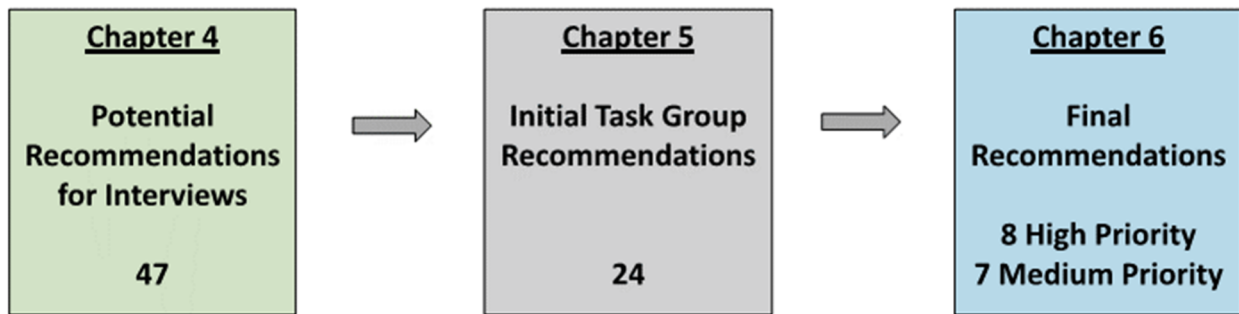 Chapter 4
Potential
Recommendations
for Interviews
47
Chapter 5
Initial Task Group
Recommendations
24
Chapter 6
Final
Recommendations
8 High Priority
7 Medium Priority